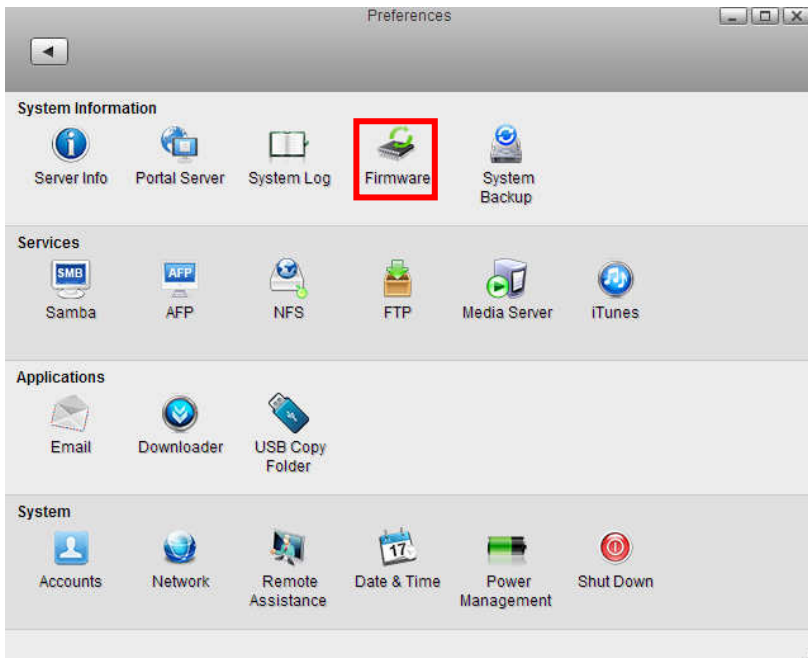 Preferences
System Information
Server Info Portal Server System Log Firmware System
Backup
Services
SMB AFP
Samba AFP NFS FTP Media Server iTunes
Applications
Email Downloader USB Copy
Folder
System
17
Accounts Network Remote Date & Time Power Shut Down
Assistance Management